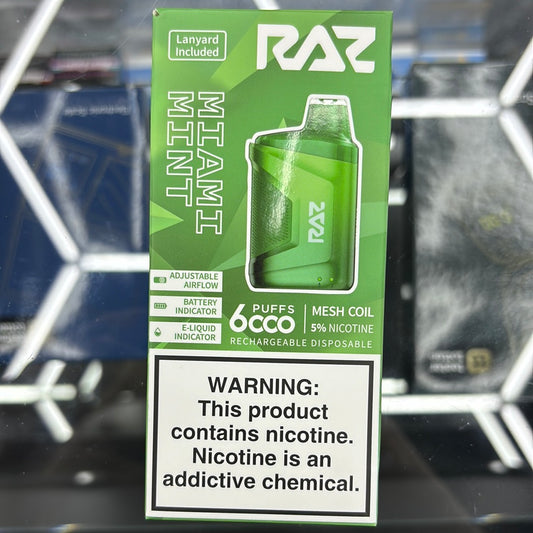 Lanyard
Included
RAZ
MIAMI
MINT
RAZ
ADJUSTABLE
AIRFLOW
BATTERY
INDICATOR
E-LIQUID
INDICATOR
6000
PUFFS
MESH COIL
5% NICOTINE
RECHARGEABLE DISPOSABLE
WARNING:
This product
contains nicotine.
Nicotine is an
addictive chemical.